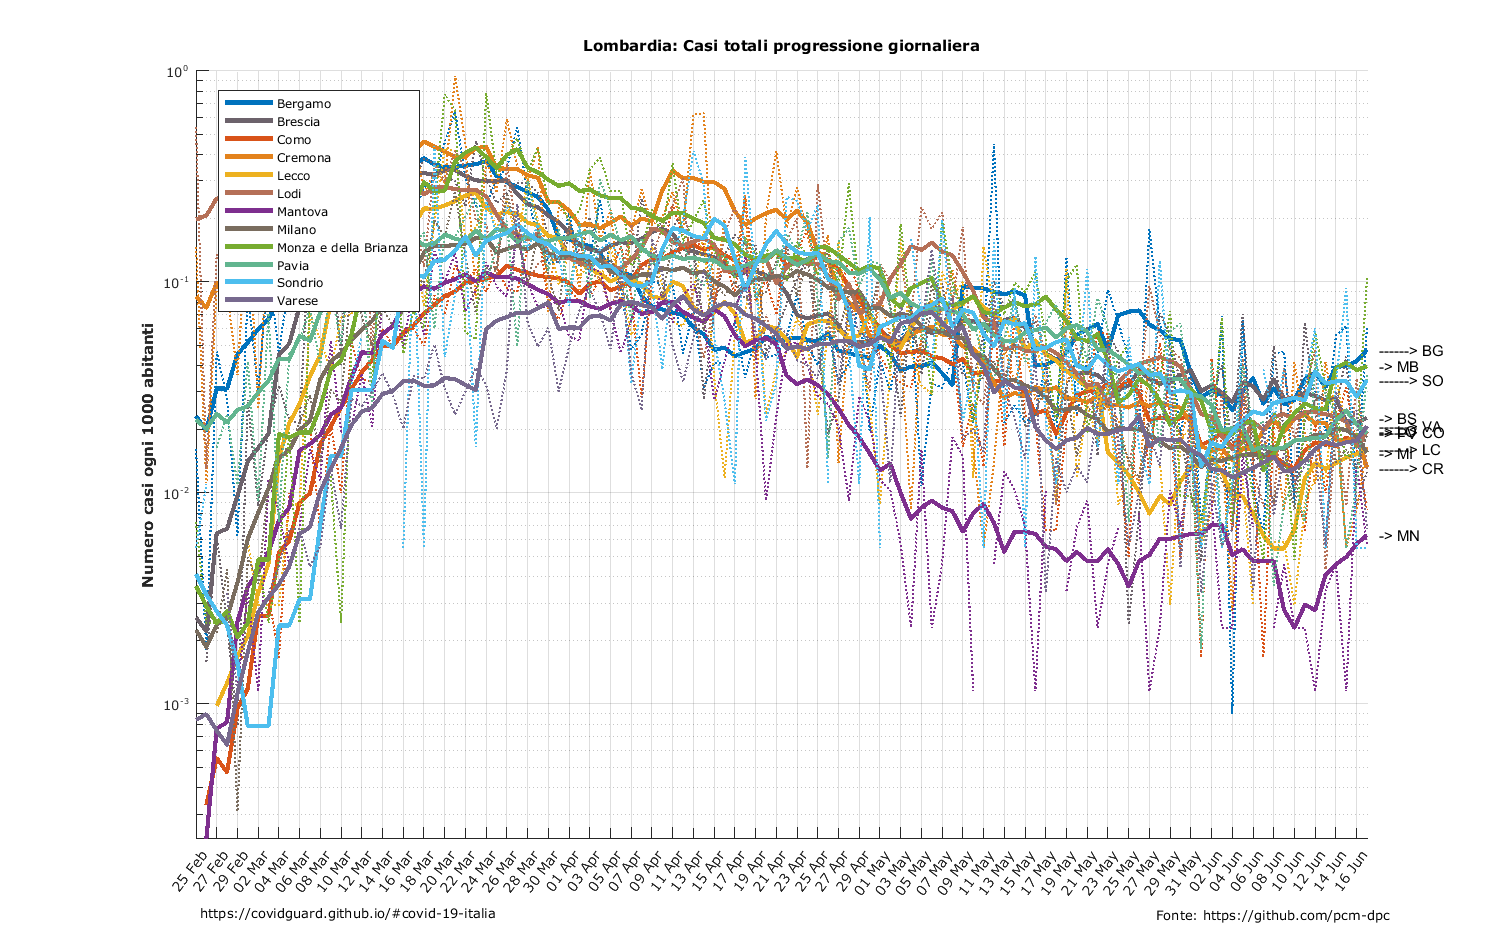 Lombardia: Casi totali progressione giornaliera
Numero casi ogni 1000 abitanti
10^0
10^-1
10^-2
10^-3
Bergamo
Brescia
Como
Cremona
Lecco
Lodi
Mantova
Milano
Monza e della Brianza
Pavia
Sondrio
Varese
------> BG
-> MB
------> SO
------> BS
VA
CO
LC
-> MI
------> CR
-> MN
25 Feb
27 Feb
29 Feb
02 Mar
04 Mar
06 Mar
08 Mar
10 Mar
12 Mar
14 Mar
16 Mar
18 Mar
20 Mar
22 Mar
24 Mar
26 Mar
28 Mar
30 Mar
01 Apr
03 Apr
05 Apr
07 Apr
09 Apr
11 Apr
13 Apr
15 Apr
17 Apr
19 Apr
21 Apr
23 Apr
25 Apr
27 Apr
29 Apr
01 May
03 May
05 May
07 May
09 May
11 May
13 May
15 May
17 May
19 May
21 May
23 May
25 May
27 May
29 May
31 May
02 Jun
04 Jun
06 Jun
08 Jun
10 Jun
12 Jun
14 Jun
16 Jun
https://covidguard.github.io/#covid-19-italia
Fonte: https://github.com/pcm-dpc